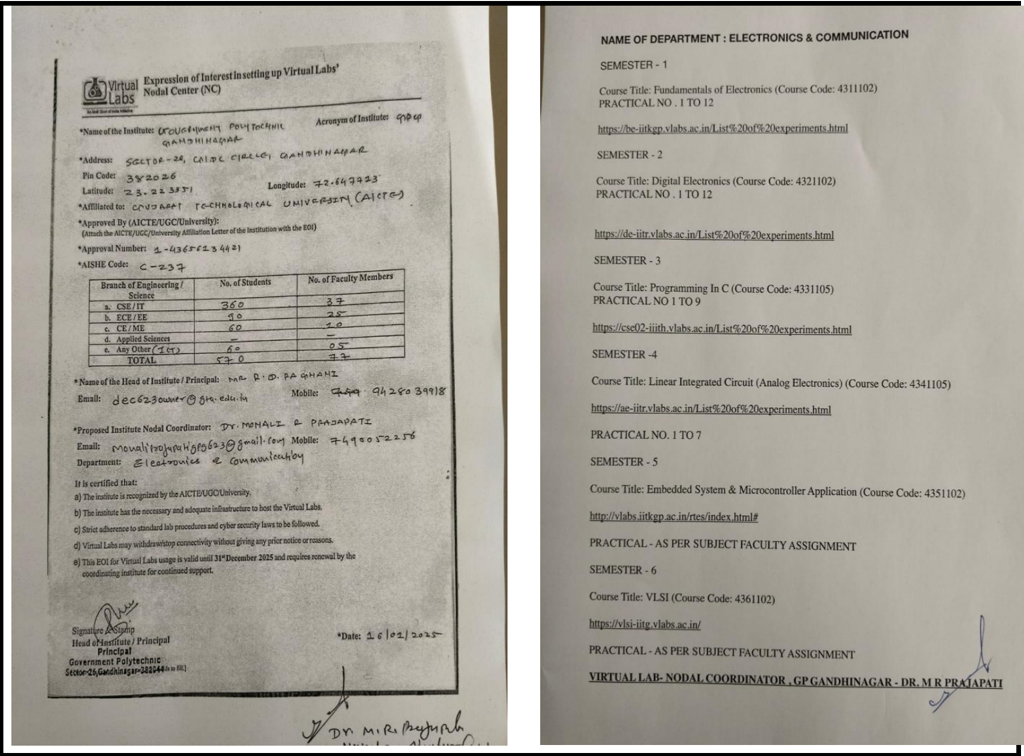 Virtual
Labs
Expression of Interest in setting up Virtual Labs'
Nodal Center (NC)
*Name of the Institute: GOVERNMENT POLYTECHNIC Acronym of Institute:
GANDHINAGAR
*Address: SECTOR-26, CIRCLE, GANDHINAGAR
Pin Code: 382026
Latitude: 23.223851 Longitude: 72.647723
*Affiliated to: GUJARAT TECHNOLOGICAL UNIVERSITY (AICTE)
*Approved By (AICTE/UGC/University):
(Attach the AICTE/UGC/University Affiliation Letter of the Institution with the EOI)
*Approval Number: 1-43656234421
*AISHE Code: C-237
Branch of Engineering / Science No. of Students No. of Faculty Members
a. CSE/IT 360 37
b. ECE/EE 90 25
c. CE/ME 60 10
d. Applied Sciences – –
e. Any Other (ICT) 60 05
TOTAL 570 77
*Name of the Head of Institute / Principal: MR R. D. RAGHANI
Email: Mobile: 9428039918
*Proposed Institute Nodal Coordinator: Dr. MONALI R PRAJAPATI
Email: Mobile: 7490052256
Department: Electronics & Communication
It is certified that:
a) The institute is recognized by the AICTE/UGC/University.
b) The institute has the necessary and adequate infrastructure to host the Virtual Labs.
c) Strict adherence to standard lab procedures and cyber security laws to be followed.
d) Virtual Labs may withdraw/stop connectivity without giving any prior notice or reasons.
e) This EOI for Virtual Labs usage is valid until 31st December 2025 and requires renewal by the
coordinating institute for continued support.
Signature & Stamp
Head of Institute / Principal *Date: 16/01/2025
Principal
Government Polytechnic
Sector-26, Gandhinagar-382044
Dr. M.R. Prajapati
NAME OF DEPARTMENT : ELECTRONICS & COMMUNICATION
SEMESTER - 1
Course Title: Fundamentals of Electronics (Course Code: 4311102)
PRACTICAL NO . 1 TO 12
https://be-iitkgp.vlabs.ac.in/List%20of%20experiments.html
SEMESTER - 2
Course Title: Digital Electronics (Course Code: 4321102)
PRACTICAL NO . 1 TO 12
https://de-iitr.vlabs.ac.in/List%20of%20experiments.html
SEMESTER - 3
Course Title: Programming In C (Course Code: 4331105)
PRACTICAL NO 1 TO 9
https://cse02-iiith.vlabs.ac.in/List%20of%20experiments.html
SEMESTER -4
Course Title: Linear Integrated Circuit (Analog Electronics) (Course Code: 4341105)
https://ae-iitr.vlabs.ac.in/List%20of%20experiments.html
PRACTICAL NO. 1 TO 7
SEMESTER - 5
Course Title: Embedded System & Microcontroller Application (Course Code: 4351102)
http://vlabs.iitkgp.ac.in/rtes/index.html#
PRACTICAL - AS PER SUBJECT FACULTY ASSIGNMENT
SEMESTER - 6
Course Title: VLSI (Course Code: 4361102)
https://vlsi-iitg.vlabs.ac.in/
PRACTICAL - AS PER SUBJECT FACULTY ASSIGNMENT
VIRTUAL LAB- NODAL COORDINATOR , GP GANDHINAGAR - DR. M R PRAJAPATI